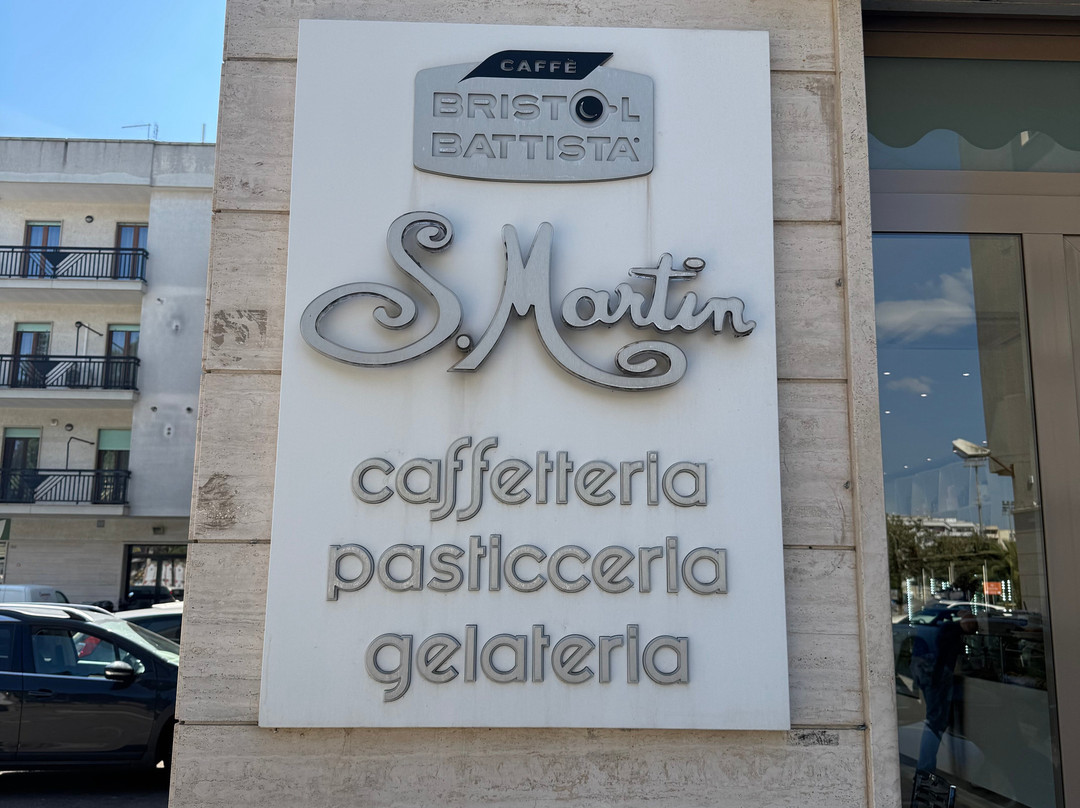 CAFFÈ
BRISTOL
BATTISTA
S. Martin
caffetteria
pasticceria
gelateria